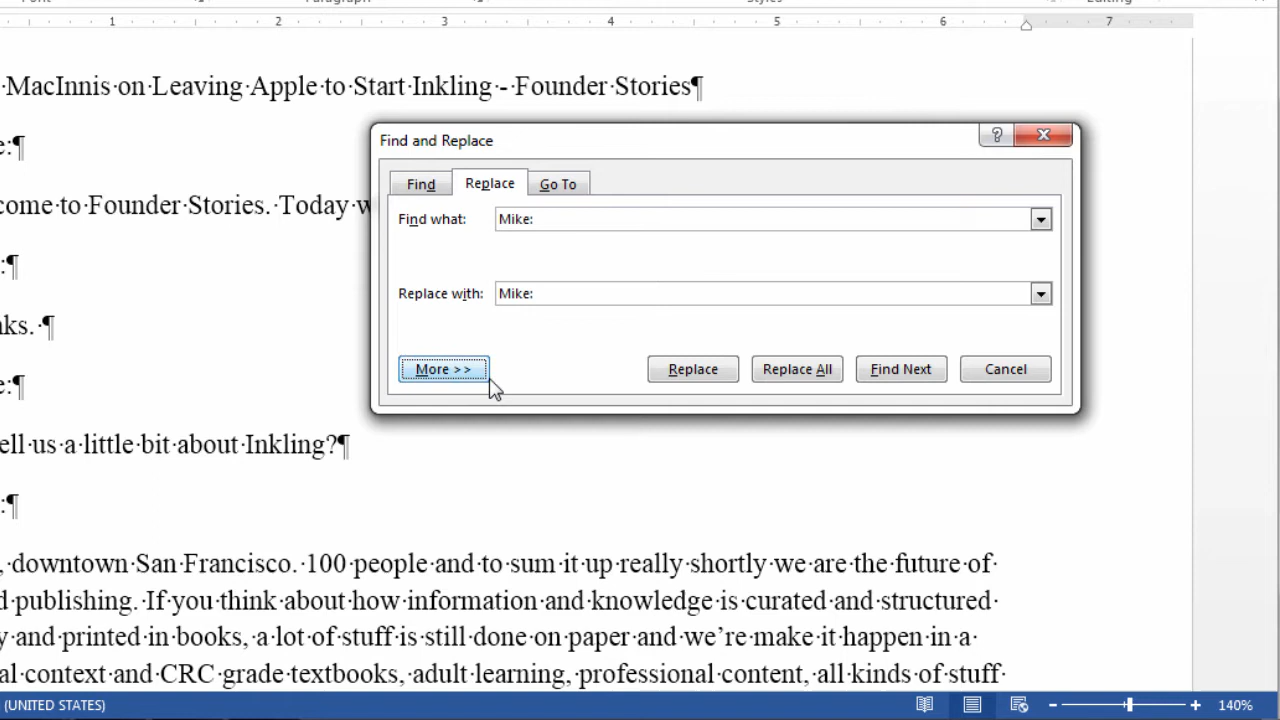 1 2 3 4 5 6 7
MacInnis·on·Leaving·Apple·to·Start·Inkling·-·Founder·Stories¶
Find and Replace
e:¶
Find Replace Go To
come·to·Founder·Stories.·Today·w
Find what: Mike:
:¶
Replace with: Mike:
nks.·¶
More >> Replace Replace All Find Next Cancel
e:¶
ell·us·a·little·bit·about·Inkling?¶
:¶
,·downtown·San·Francisco.·100·people·and·to·sum·it·up·really·shortly·we·are·the·future·of·
d·publishing.·If·you·think·about·how·information·and·knowledge·is·curated·and·structured·
y·and·printed·in·books,·a·lot·of·stuff·is·still·done·on·paper·and·we’re·make·it·happen·in·a·
al·context·and·CRC·grade·textbooks,·adult·learning,·professional·content,·all·kinds·of·stuff·
(UNITED STATES) 140%